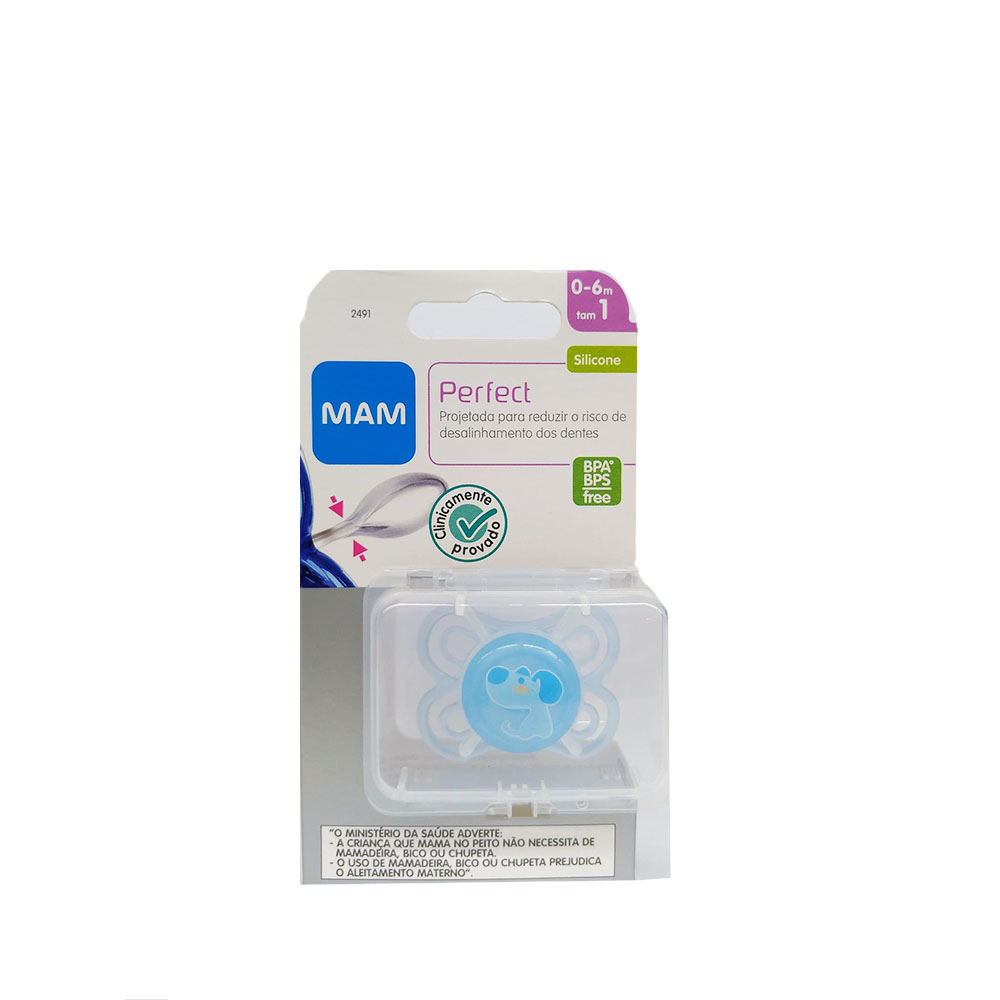 2491
0-6m
tam 1
Silicone
MAM
Perfect
Projetada para reduzir o risco de
desalinhamento dos dentes
BPA°
BPS
free
Clinicamente
provado
"O MINISTÉRIO DA SAÚDE ADVERTE:
- A CRIANÇA QUE MAMA NO PEITO NÃO NECESSITA DE
MAMADEIRA, BICO OU CHUPETA.
- O USO DE MAMADEIRA, BICO OU CHUPETA PREJUDICA
O ALEITAMENTO MATERNO".